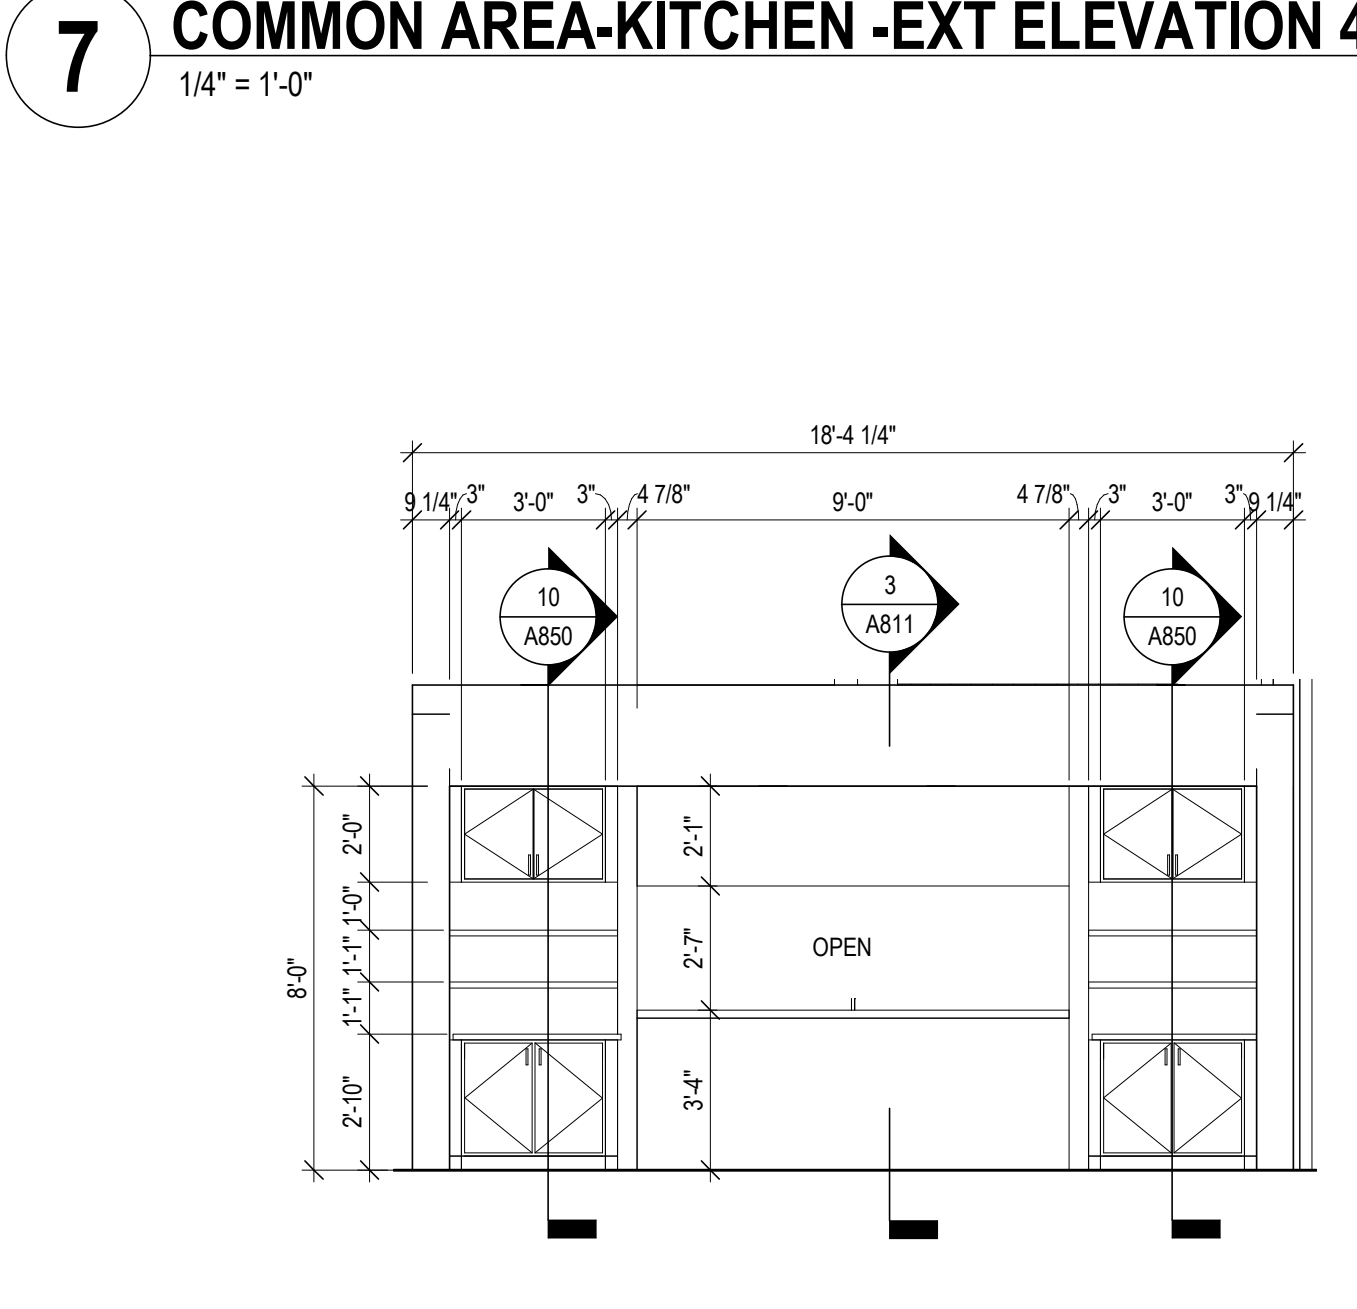 7
COMMON AREA-KITCHEN -EXT ELEVATION 4
1/4" = 1'-0"
18'-4 1/4"
9 1/4" 3" 3'-0" 3" 4 7/8" 9'-0" 4 7/8" 3" 3'-0" 3" 9 1/4"
10
A850
3
A811
10
A850
8'-0"
2'-0"
1'-0"
1'-1"
1'-1"
2'-10"
2'-1"
2'-7"
3'-4"
OPEN